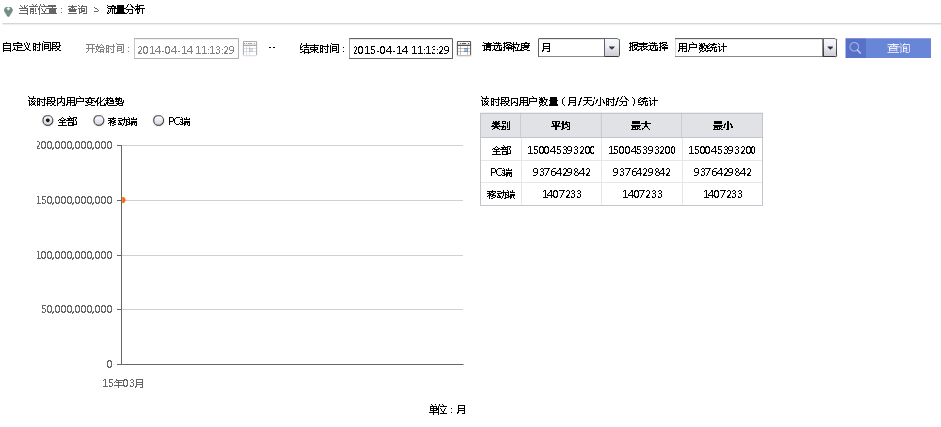 当前位置：查询 > 流量分析
自定义时间段 开始时间：2014-04-14 11:13:29 -- 结束时间：2015-04-14 11:13:29 请选择粒度 月 报表选择 用户数统计 查询
该时段内用户变化趋势
全部 移动端 PC端
200,000,000,000
150,000,000,000
100,000,000,000
50,000,000,000
0
15年03月
单位：月
该时段内用户数量（月/天/小时/分）统计
类别 平均 最大 最小
全部 150045393200 150045393200 150045393200
PC端 9376429842 9376429842 9376429842
移动端 1407233 1407233 1407233